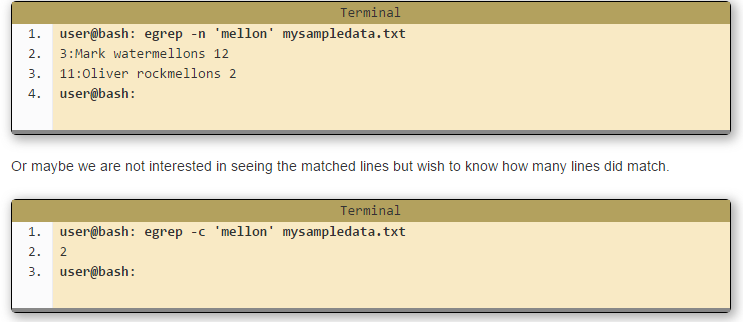 Terminal
1. user@bash: egrep -n 'mellon' mysampledata.txt
2. 3:Mark watermellons 12
3. 11:Oliver rockmellons 2
4. user@bash:
Or maybe we are not interested in seeing the matched lines but wish to know how many lines did match.
Terminal
1. user@bash: egrep -c 'mellon' mysampledata.txt
2. 2
3. user@bash: